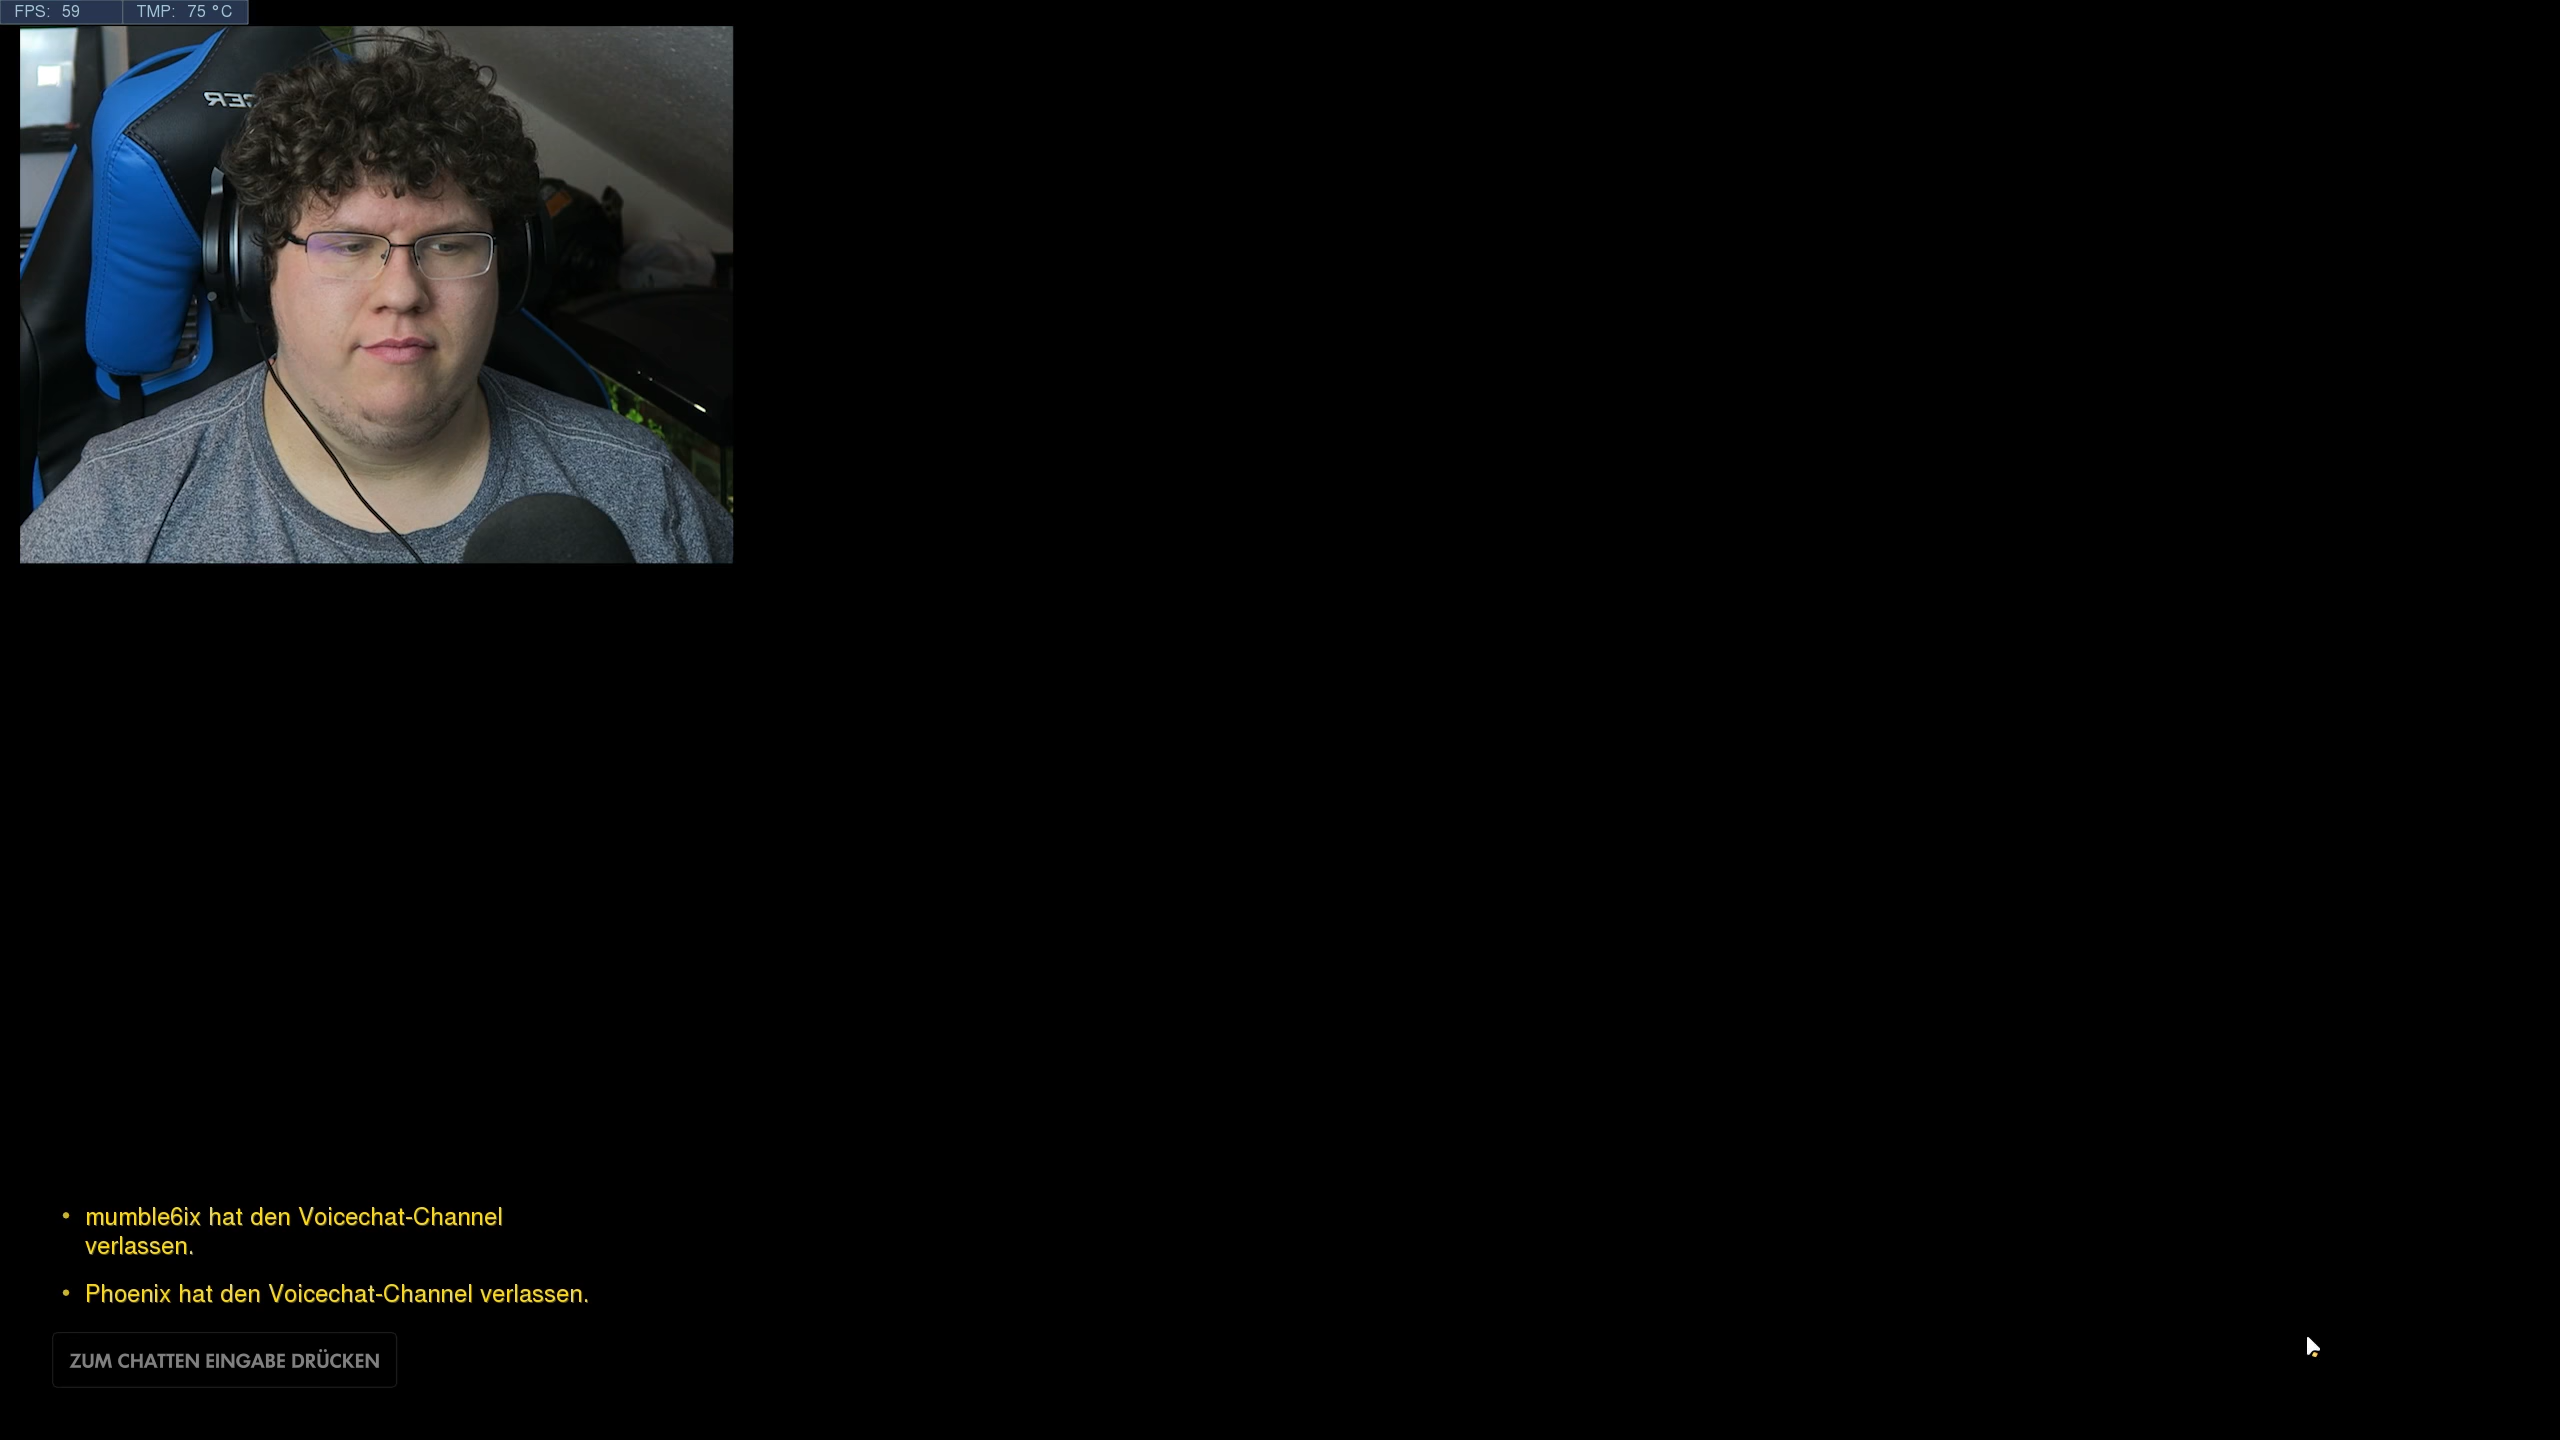 FPS: 59 TMP: 75 °C
• mumble6ix hat den Voicechat-Channel
verlassen.
• Phoenix hat den Voicechat-Channel verlassen.
ZUM CHATTEN EINGABE DRÜCKEN